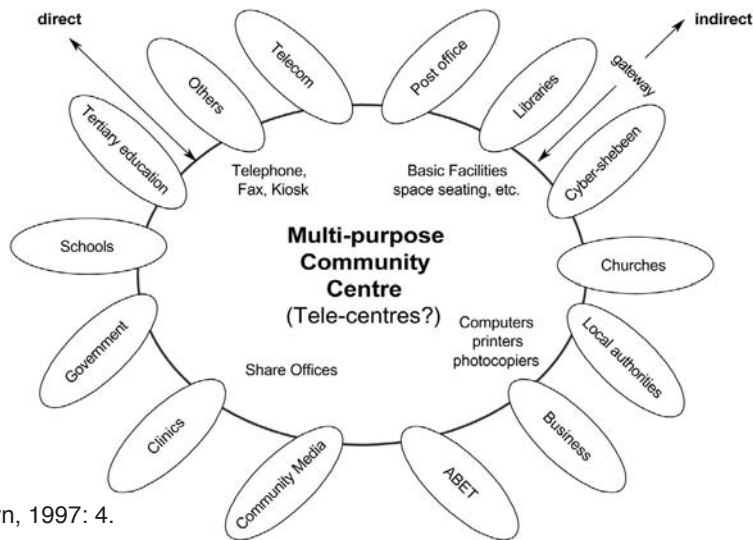 direct
indirect
gateway
Telecom
Post office
Others
Libraries
Tertiary education
Cyber-shebeen
Telephone,
Fax, Kiosk
Basic Facilities
space seating, etc.
Schools
Multi-purpose
Community
Centre
(Tele-centres?)
Churches
Government
Computers
printers
photocopiers
Local authorities
Share Offices
Clinics
Business
Community Media
ABET
1997: 4.